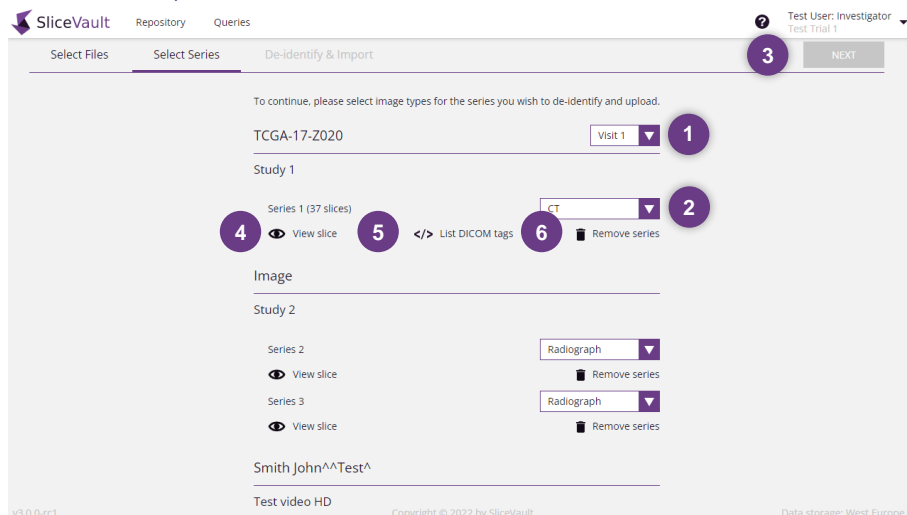 SliceVault Repository Queries ? Test User: Investigator
Test Trial 1
Select Files Select Series De-identify & Import 3 NEXT
To continue, please select image types for the series you wish to de-identify and upload.
TCGA-17-Z020 Visit 1 1
Study 1
Series 1 (37 slices) CT 2
4 View slice 5 </> List DICOM tags 6 Remove series
Image
Study 2
Series 2 Radiograph
View slice Remove series
Series 3 Radiograph
View slice Remove series
Smith John^^Test^
Test video HD
v3.0.0-rc1 Copyright © 2022 by SliceVault Data storage: West Europe